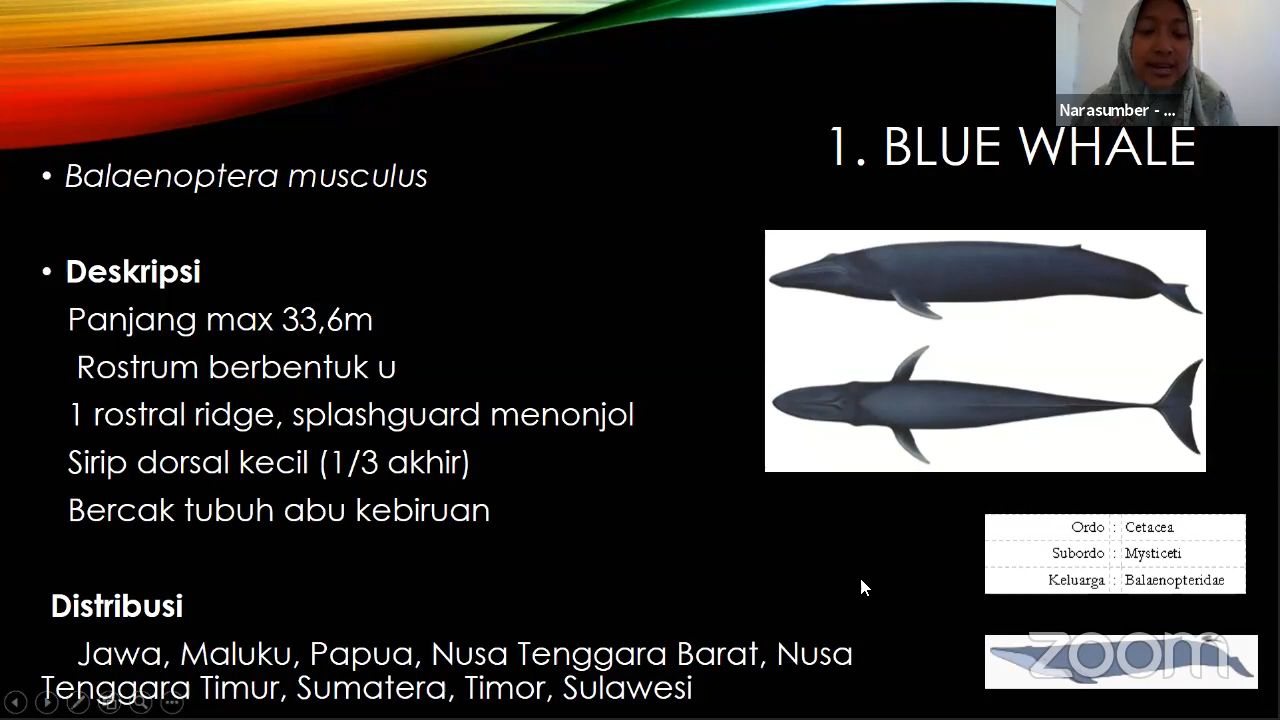 Narasumber - ...
1. BLUE WHALE
• Balaenoptera musculus
• Deskripsi
Panjang max 33,6m
Rostrum berbentuk u
1 rostral ridge, splashguard menonjol
Sirip dorsal kecil (1/3 akhir)
Bercak tubuh abu kebiruan
Distribusi
Jawa, Maluku, Papua, Nusa Tenggara Barat, Nusa
Tenggara Timur, Sumatera, Timor, Sulawesi
Ordo : Cetacea
Subordo : Mysticeti
Keluarga : Balaenopteridae
zoom